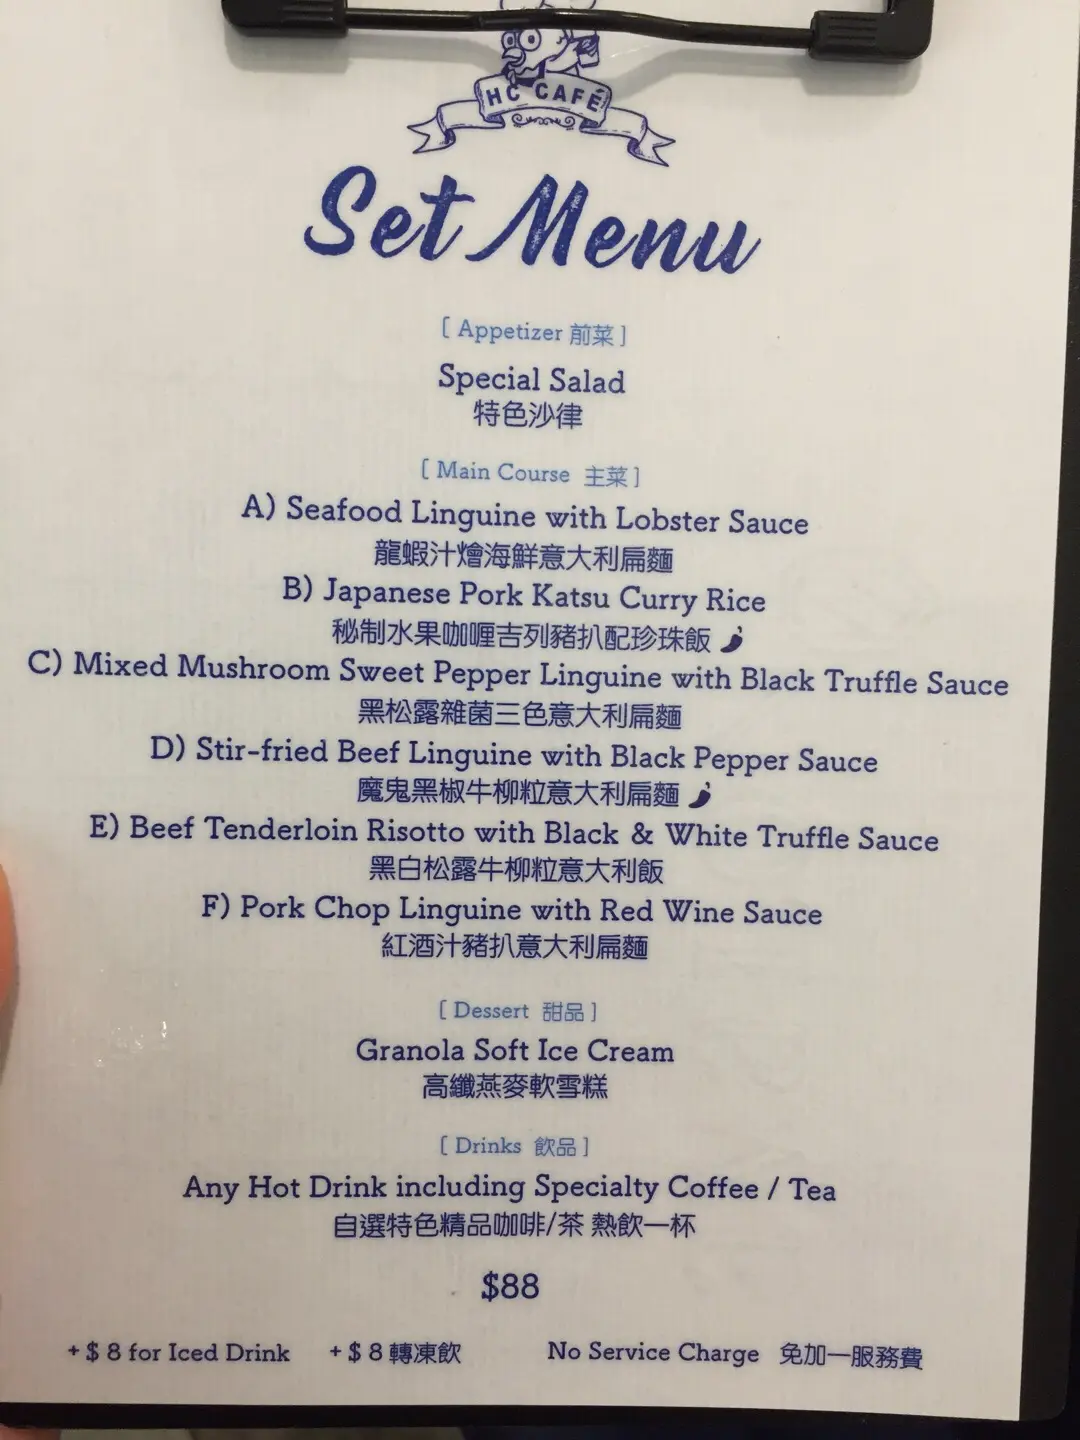 HC CAFÉ
Set Menu
[ Appetizer 前菜 ]
Special Salad
特色沙律
[ Main Course 主菜 ]
A) Seafood Linguine with Lobster Sauce
龍蝦汁燴海鮮意大利扁麵
B) Japanese Pork Katsu Curry Rice
秘制水果咖喱吉列豬扒配珍珠飯
C) Mixed Mushroom Sweet Pepper Linguine with Black Truffle Sauce
黑松露雜菌三色意大利扁麵
D) Stir-fried Beef Linguine with Black Pepper Sauce
魔鬼黑椒牛柳粒意大利扁麵
E) Beef Tenderloin Risotto with Black & White Truffle Sauce
黑白松露牛柳粒意大利飯
F) Pork Chop Linguine with Red Wine Sauce
紅酒汁豬扒意大利扁麵
[ Dessert 甜品 ]
Granola Soft Ice Cream
高纖燕麥軟雪糕
[ Drinks 飲品 ]
Any Hot Drink including Specialty Coffee / Tea
自選特色精品咖啡/茶 熱飲一杯
$88
+ $ 8 for Iced Drink + $ 8 轉凍飲 No Service Charge 免加一服務費